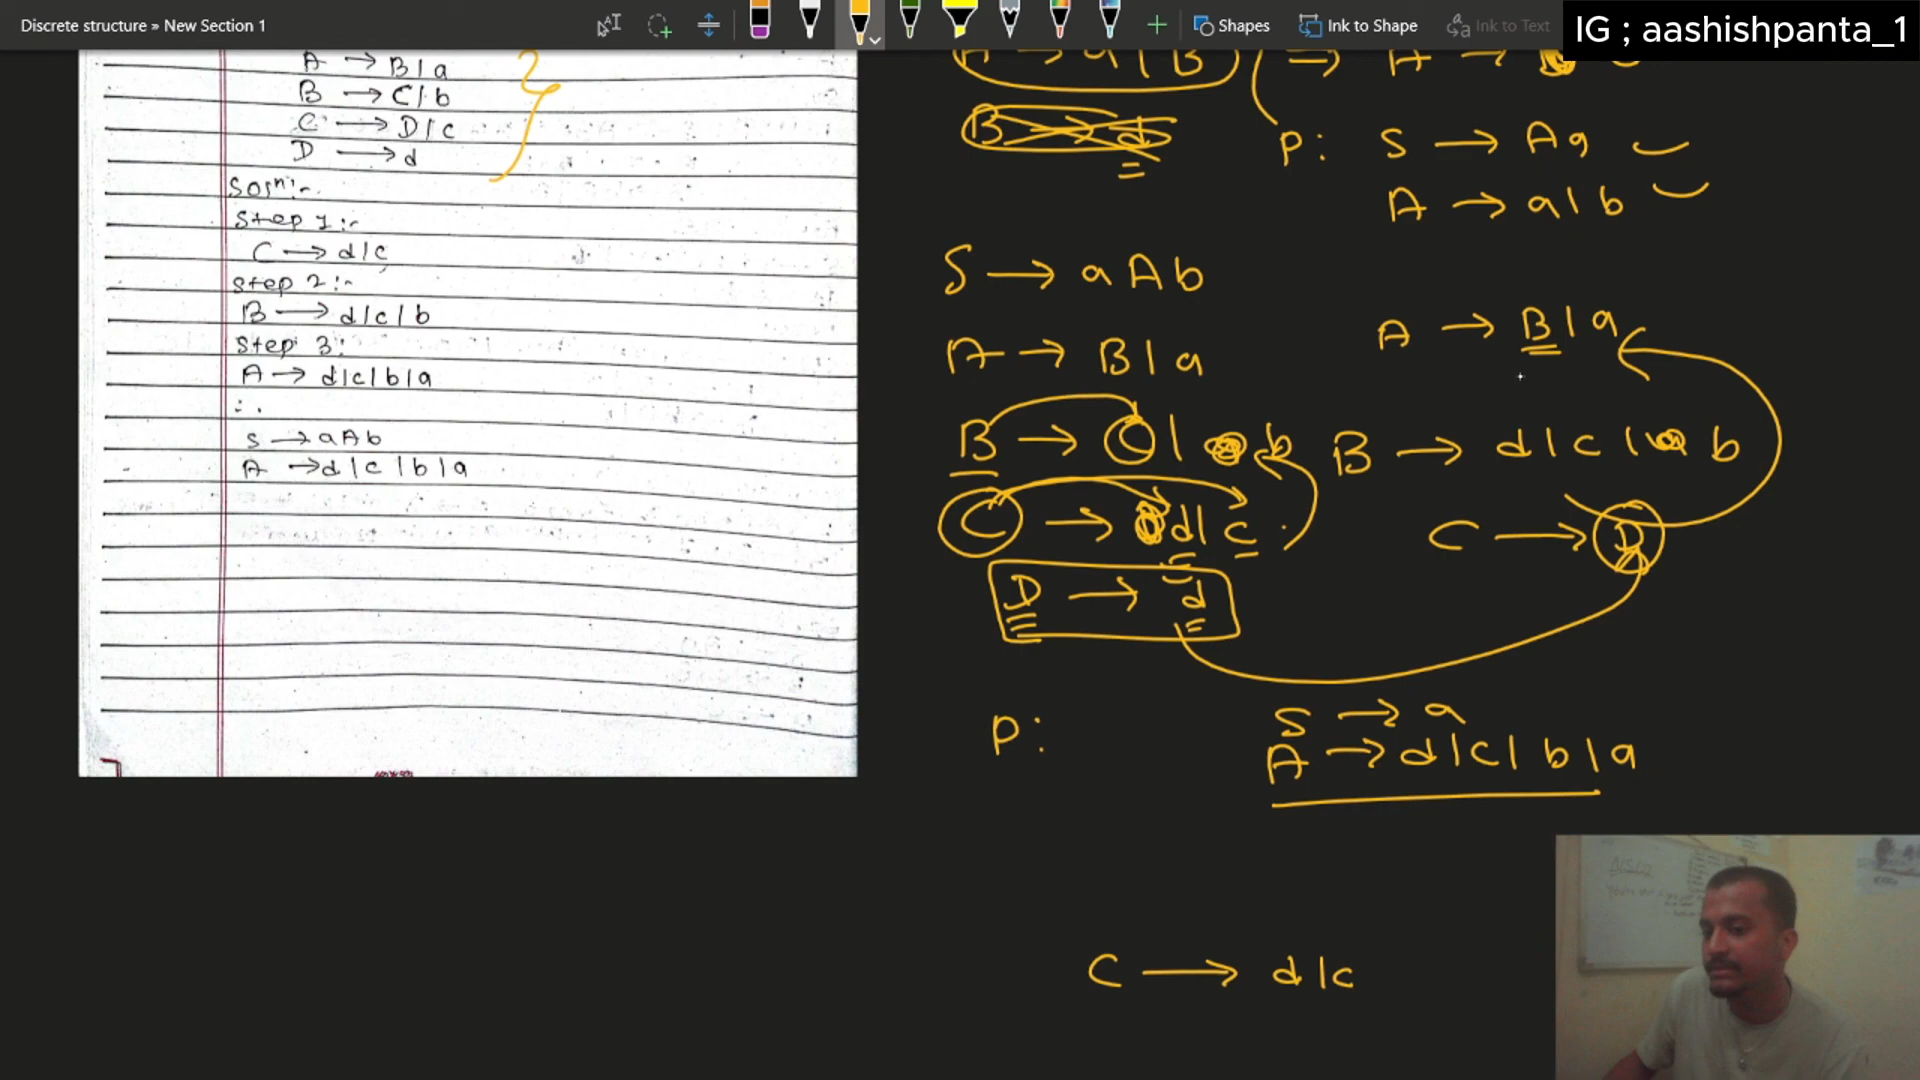 Discrete structure » New Section 1
Shapes
Ink to Shape
Ink to Text
IG ; aashishpanta_1
A → B | a
B → C | b
C → D | c
D → d
Soln:-
Step 1:-
C → d | c
Step 2:-
B → d | c | b
Step 3:
A → d | c | b | a
∴
S → aAb
A → d | c | b | a
A → a | B
⇒ A →
B → d
P: S → Aa
A → a | b
S → aAb
A → B | a
A → B | a
B → C | b
B → d | c | b
C → d | c
C → D
D → d
P: S → a
A → d | c | b | a
C → d | c